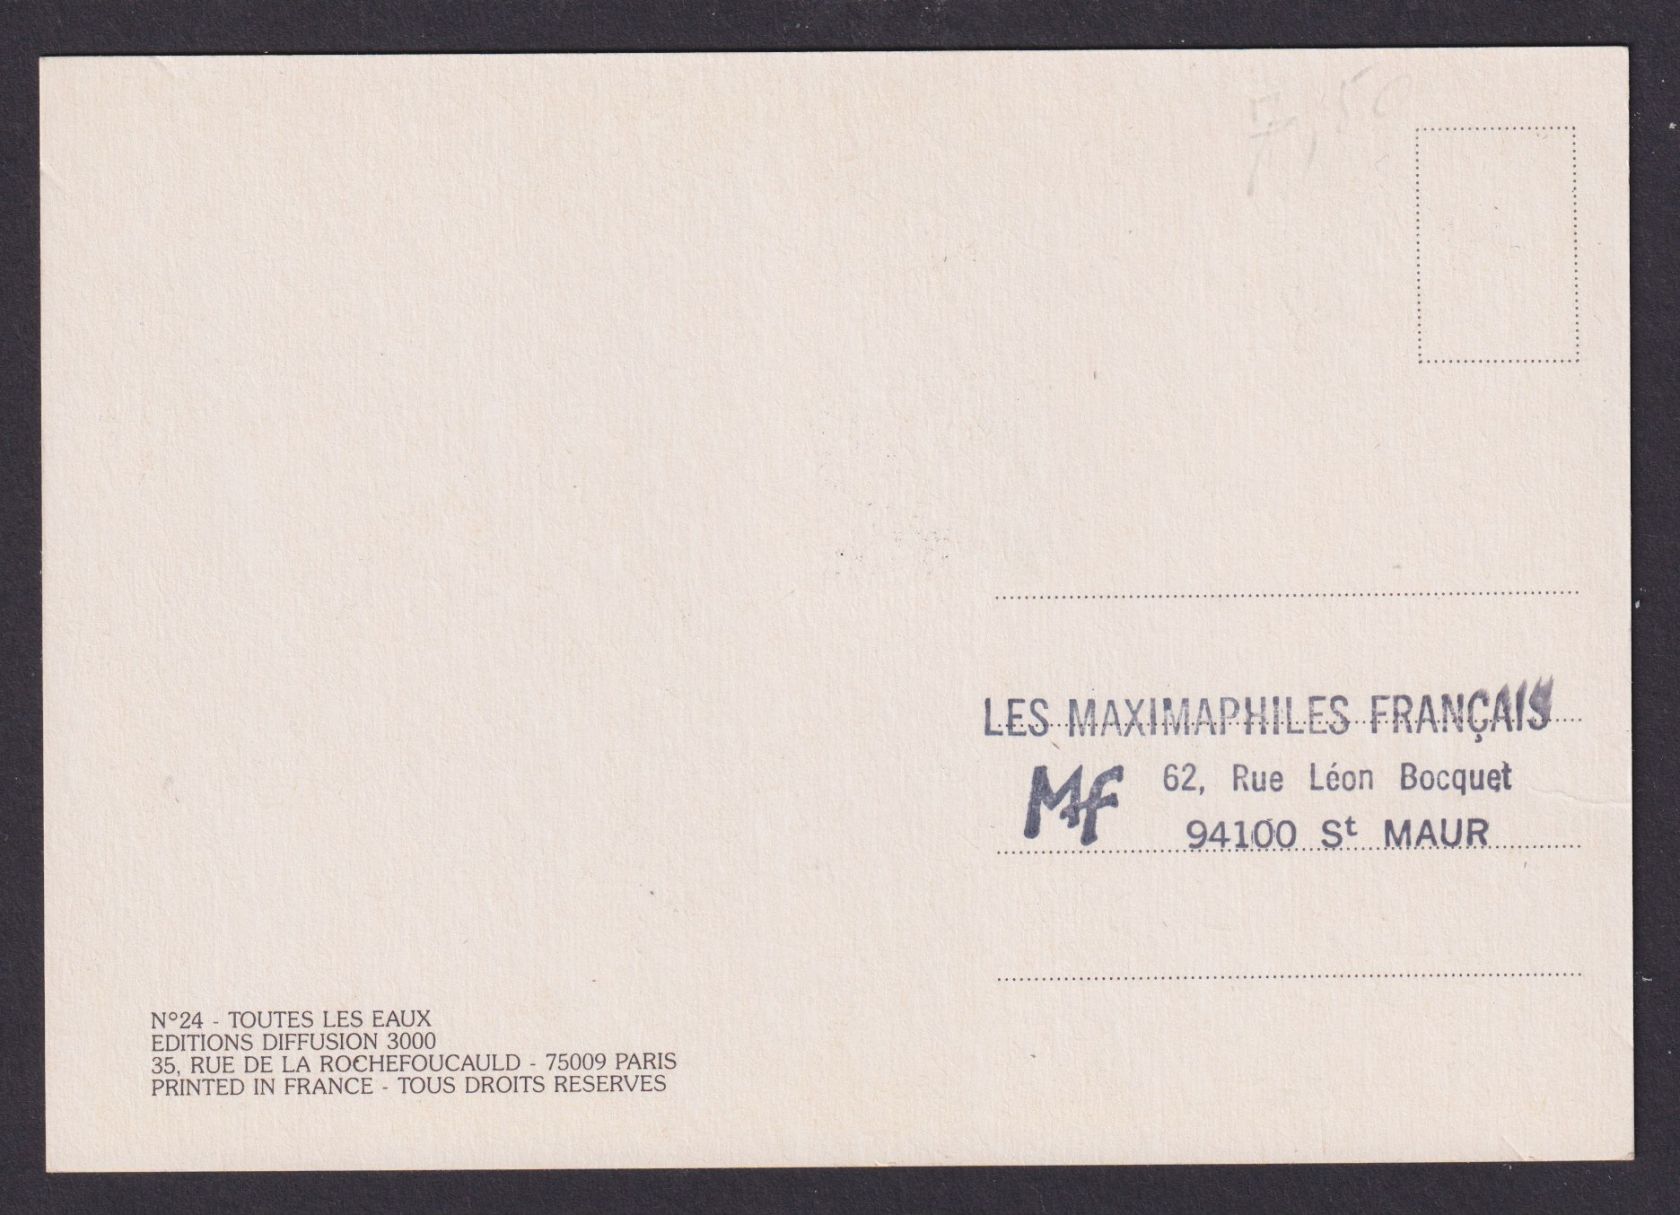 7,50
LES MAXIMAPHILES FRANÇAIS
Mf 62, Rue Léon Bocquet
94100 St MAUR
N°24 - TOUTES LES EAUX
EDITIONS DIFFUSION 3000
35, RUE DE LA ROCHEFOUCAULD - 75009 PARIS
PRINTED IN FRANCE - TOUS DROITS RESERVES